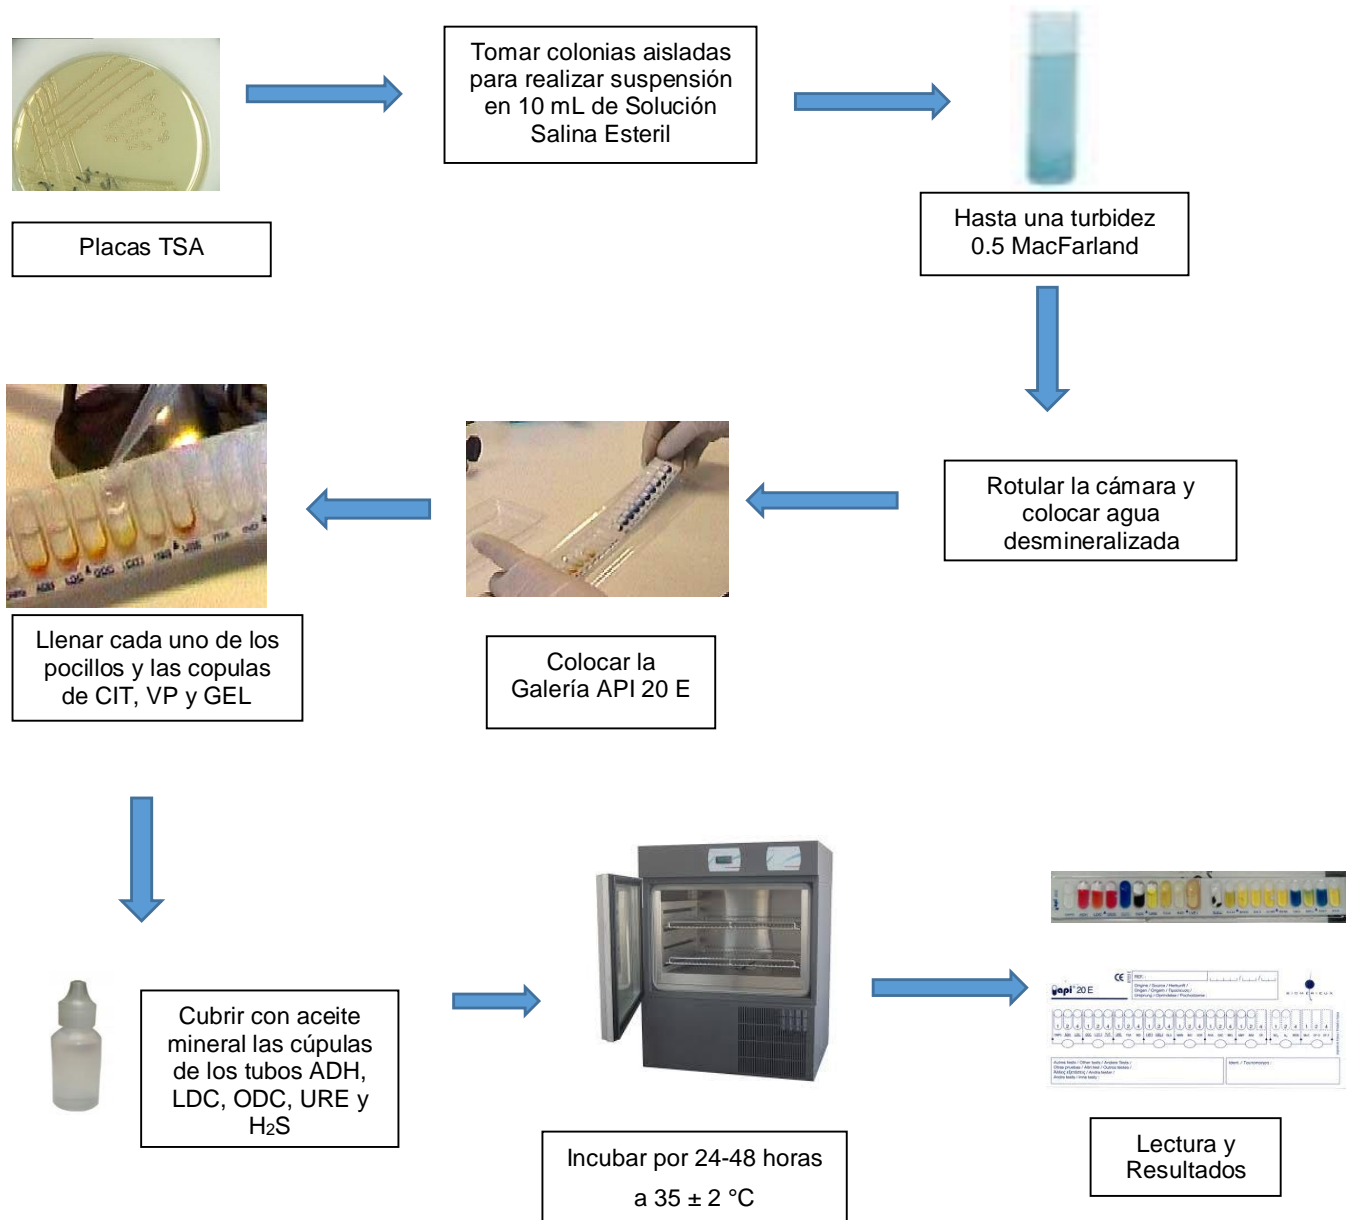 Placas TSA
Tomar colonias aisladas
para realizar suspensión
en 10 mL de Solución
Salina Esteril
Hasta una turbidez
0.5 MacFarland
Rotular la cámara y
colocar agua
desmineralizada
Colocar la
Galería API 20 E
Llenar cada uno de los
pocillos y las copulas
de CIT, VP y GEL
Cubrir con aceite
mineral las cúpulas
de los tubos ADH,
LDC, ODC, URE y
H₂S
Incubar por 24-48 horas
a 35 ± 2 °C
api 20 E
CE
REF. :
Lectura y
Resultados